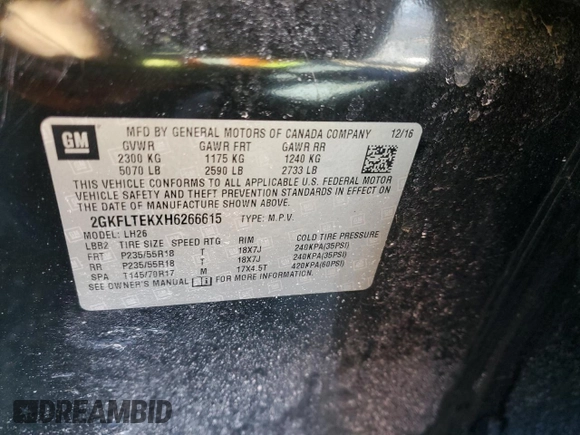 GM
MFD BY GENERAL MOTORS OF CANADA COMPANY 12/16
GVWR GAWR FRT GAWR RR
2300 KG 1175 KG 1240 KG
5070 LB 2590 LB 2733 LB
THIS VEHICLE CONFORMS TO ALL APPLICABLE U.S. FEDERAL MOTOR
VEHICLE SAFETY AND THEFT PREVENTION STANDARDS IN EFFECT
ON THE DATE OF MANUFACTURE SHOWN ABOVE.
2GKFLTEKXH6266615 TYPE: M.P.V.
MODEL: LH26
LBB2 TIRE SIZE SPEED RTG RIM COLD TIRE PRESSURE
FRT P235/55R18 T 18X7J 240KPA(35PSI)
RR P235/55R18 T 18X7J 240KPA(35PSI)
SPA T145/70R17 M 17X4.5T 420KPA(60PSI)
SEE OWNER'S MANUAL FOR MORE INFORMATION.
DREAMBID